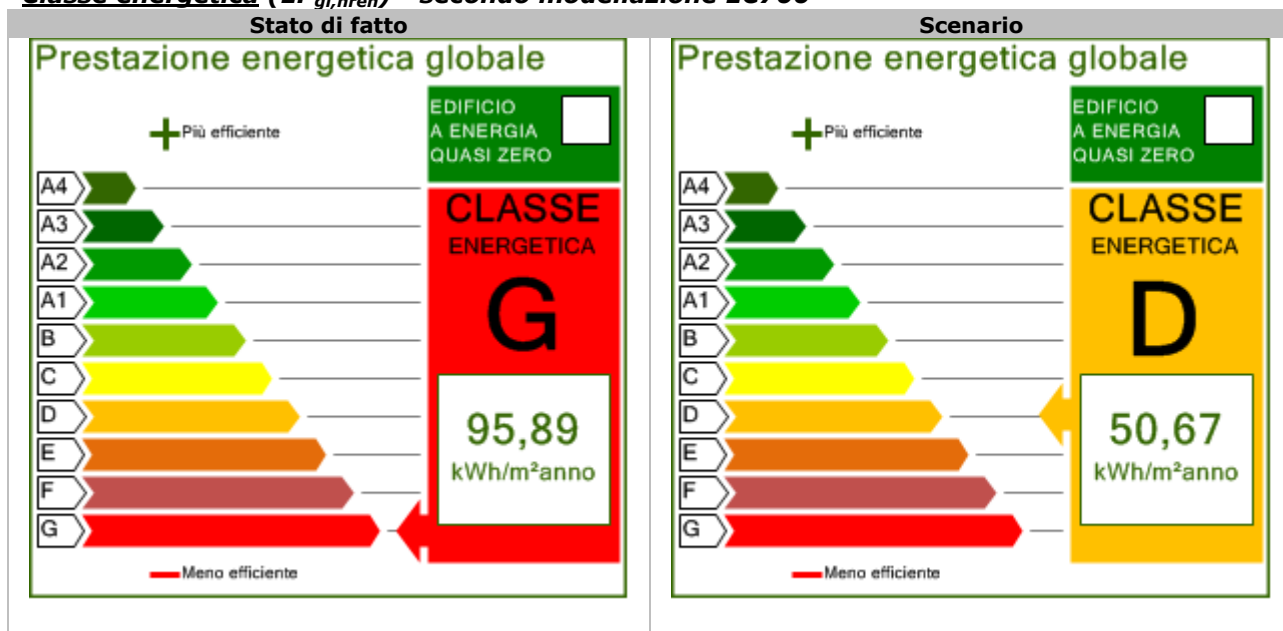 Stato di fatto
Prestazione energetica globale
Più efficiente
EDIFICIO
A ENERGIA
QUASI ZERO
A4
A3
A2
A1
B
C
D
E
F
G
CLASSE
ENERGETICA
G
95,89
kWh/m²anno
Meno efficiente
Scenario
Prestazione energetica globale
Più efficiente
EDIFICIO
A ENERGIA
QUASI ZERO
A4
A3
A2
A1
B
C
D
E
F
G
CLASSE
ENERGETICA
D
50,67
kWh/m²anno
Meno efficiente